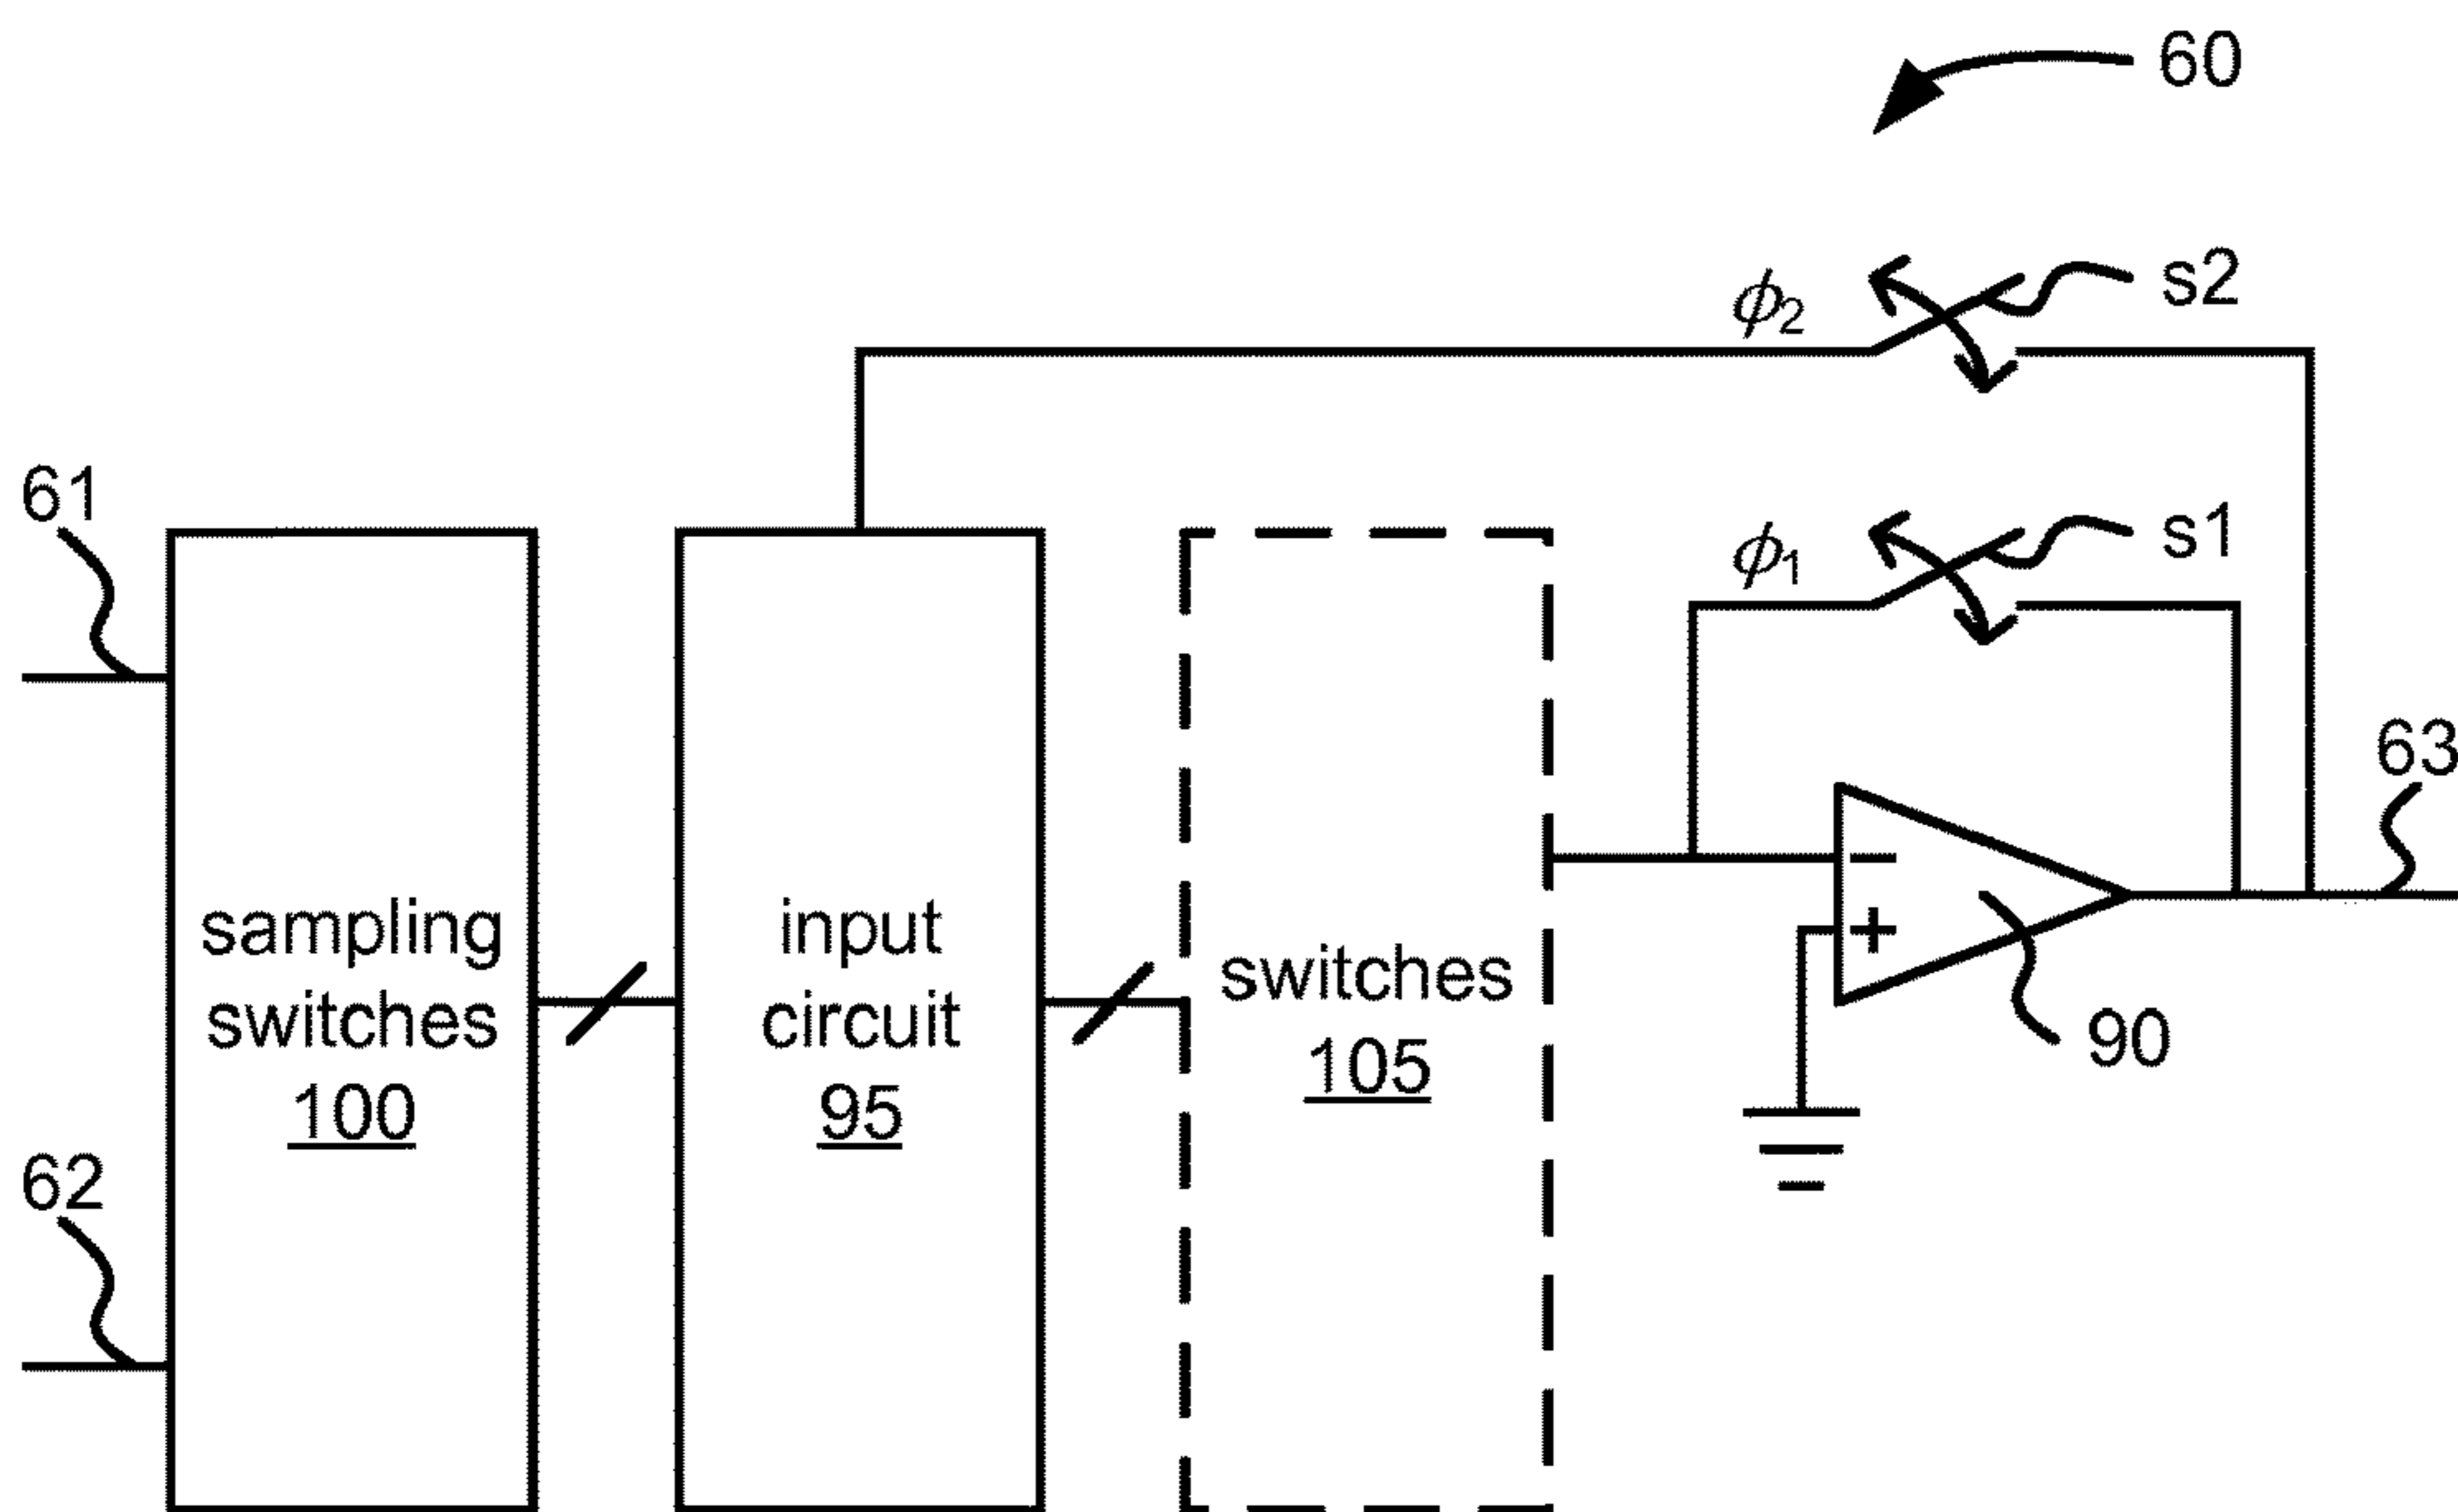 60
ϕ2
s2
61
ϕ1
s1
63
sampling
switches
100
input
circuit
95
switches
105
−
+
90
62